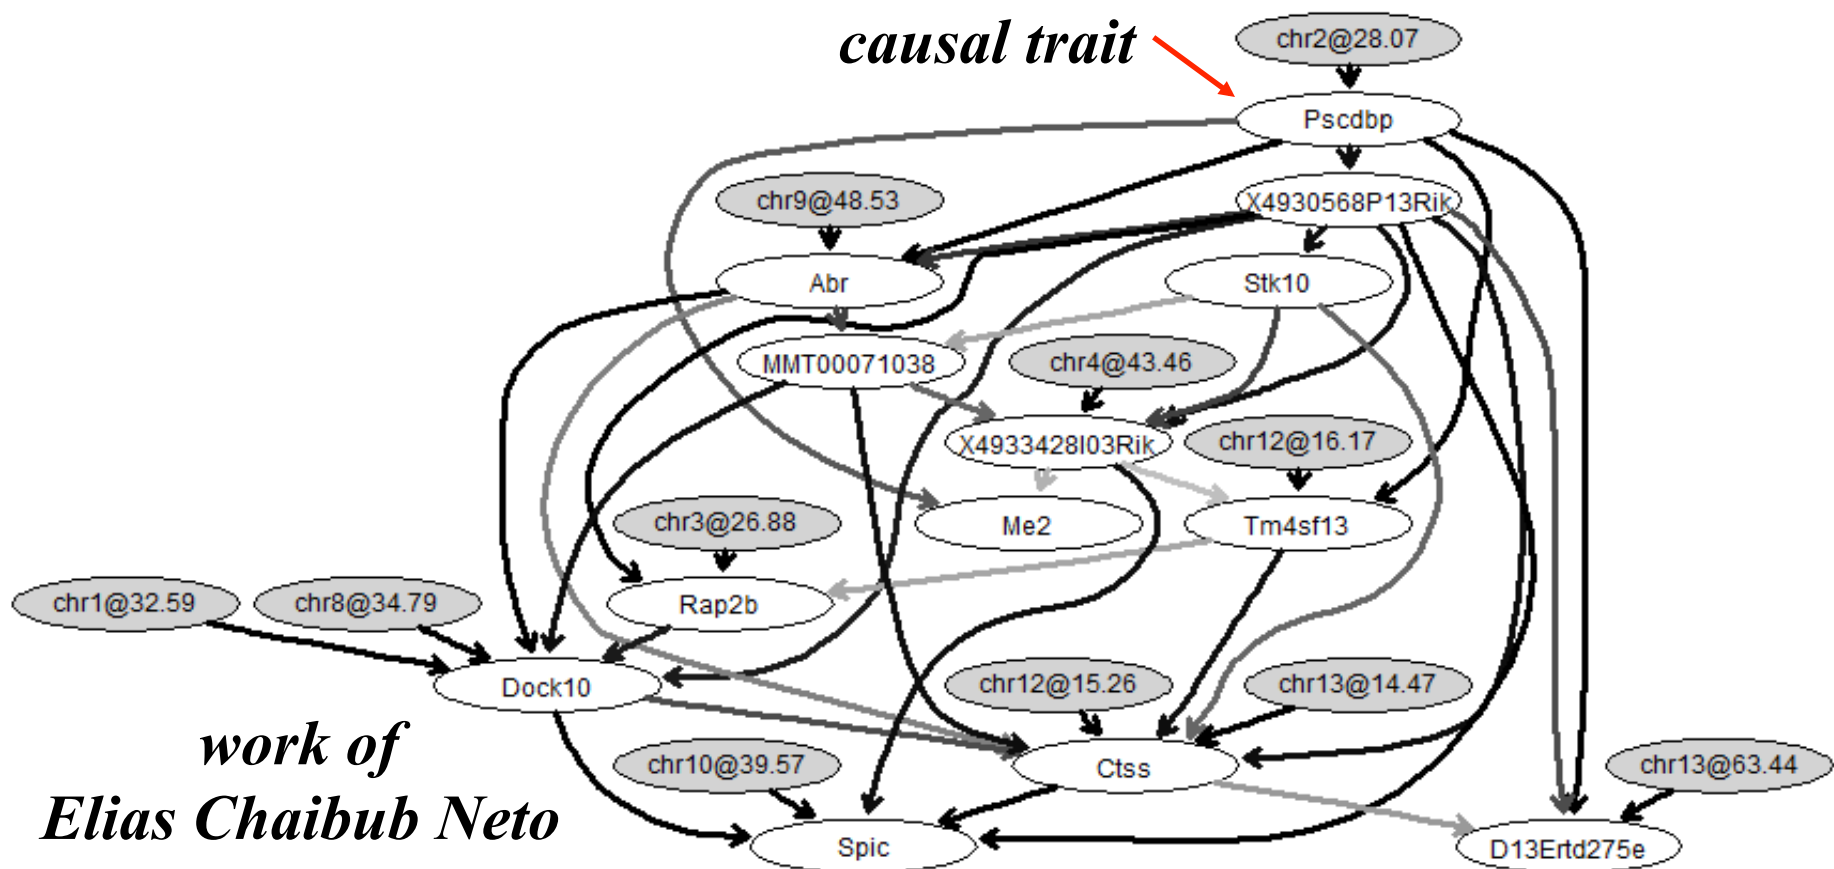 causal trait
chr2@28.07
Pscdbp
chr9@48.53
X4930568P13Rik
Abr
Stk10
MMT00071038
chr4@43.46
X4933428I03Rik
chr12@16.17
chr3@26.88
Me2
Tm4sf13
chr1@32.59
chr8@34.79
Rap2b
Dock10
chr12@15.26
chr13@14.47
work of
Elias Chaibub Neto
chr10@39.57
Ctss
chr13@63.44
Spic
D13Ertd275e